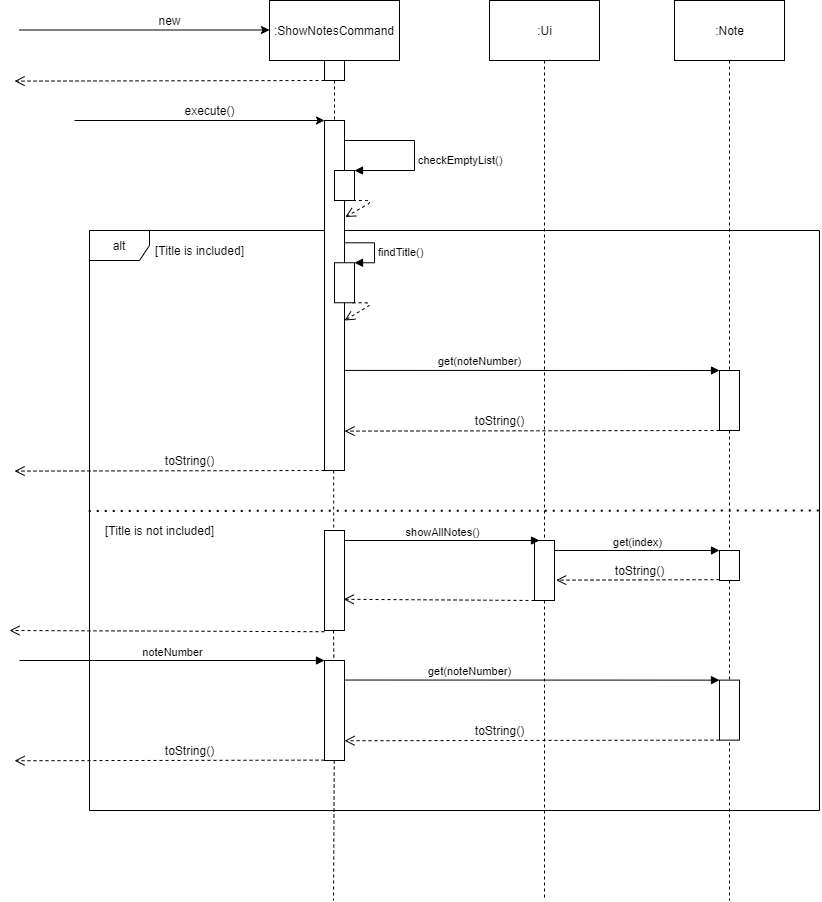 new
:ShowNotesCommand
:Ui
:Note
execute()
checkEmptyList()
alt
[Title is included]
findTitle()
get(noteNumber)
toString()
toString()
[Title is not included]
showAllNotes()
get(index)
toString()
noteNumber
get(noteNumber)
toString()
toString()